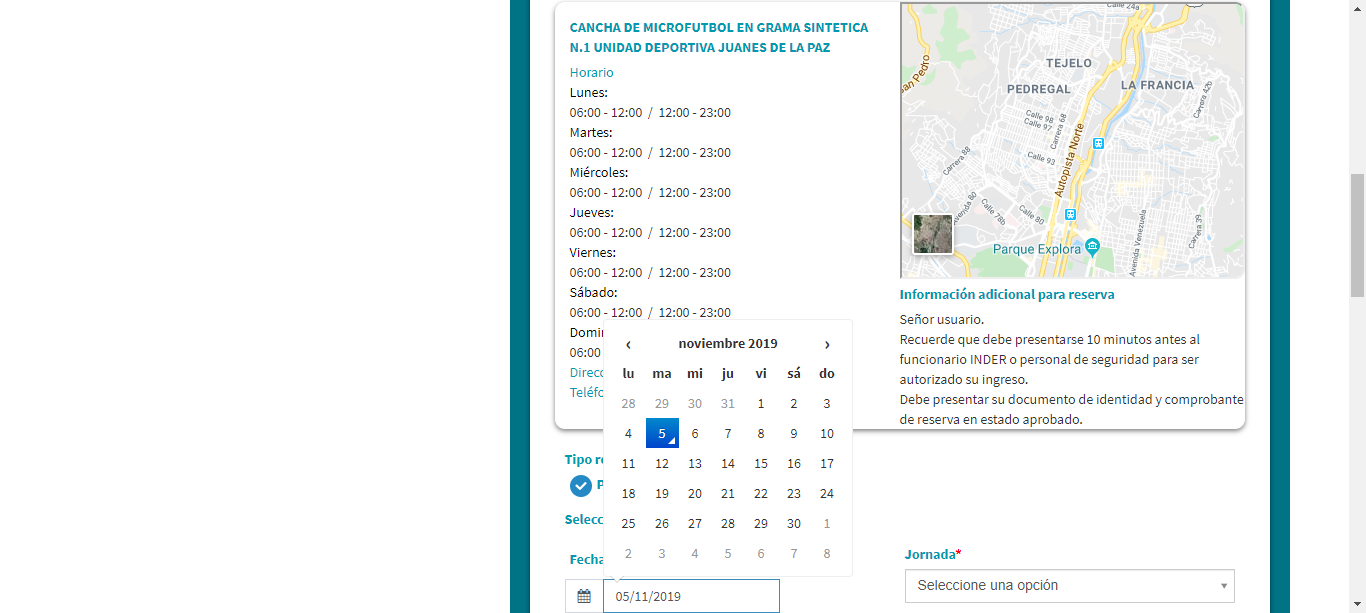 CANCHA DE MICROFUTBOL EN GRAMA SINTETICA
N.1 UNIDAD DEPORTIVA JUANES DE LA PAZ
Horario
Lunes:
06:00 - 12:00 / 12:00 - 23:00
Martes:
06:00 - 12:00 / 12:00 - 23:00
Miércoles:
06:00 - 12:00 / 12:00 - 23:00
Jueves:
06:00 - 12:00 / 12:00 - 23:00
Viernes:
06:00 - 12:00 / 12:00 - 23:00
Sábado:
06:00 - 12:00 / 12:00 - 23:00
Domin
06:00
Direcc
Teléfo
Calle 24a
San Pedro
TEJELO
PEDREGAL
LA FRANCIA
Carrera 42b
Calle 98
Calle 97
Carrera 68
Autopista Norte
Carrera 88
Calle 93
Avenida 80
Calle 78b
Calle 80
Avenida Venezuela
Carrera 39
Parque Explora
Información adicional para reserva
Señor usuario.
Recuerde que debe presentarse 10 minutos antes al
funcionario INDER o personal de seguridad para ser
autorizado su ingreso.
Debe presentar su documento de identidad y comprobante
de reserva en estado aprobado.
‹ noviembre 2019 ›
lu ma mi ju vi sá do
28 29 30 31 1 2 3
4 5 6 7 8 9 10
11 12 13 14 15 16 17
18 19 20 21 22 23 24
25 26 27 28 29 30 1
2 3 4 5 6 7 8
Tipo re
P
Selecc
Fecha
05/11/2019
Jornada*
Seleccione una opción